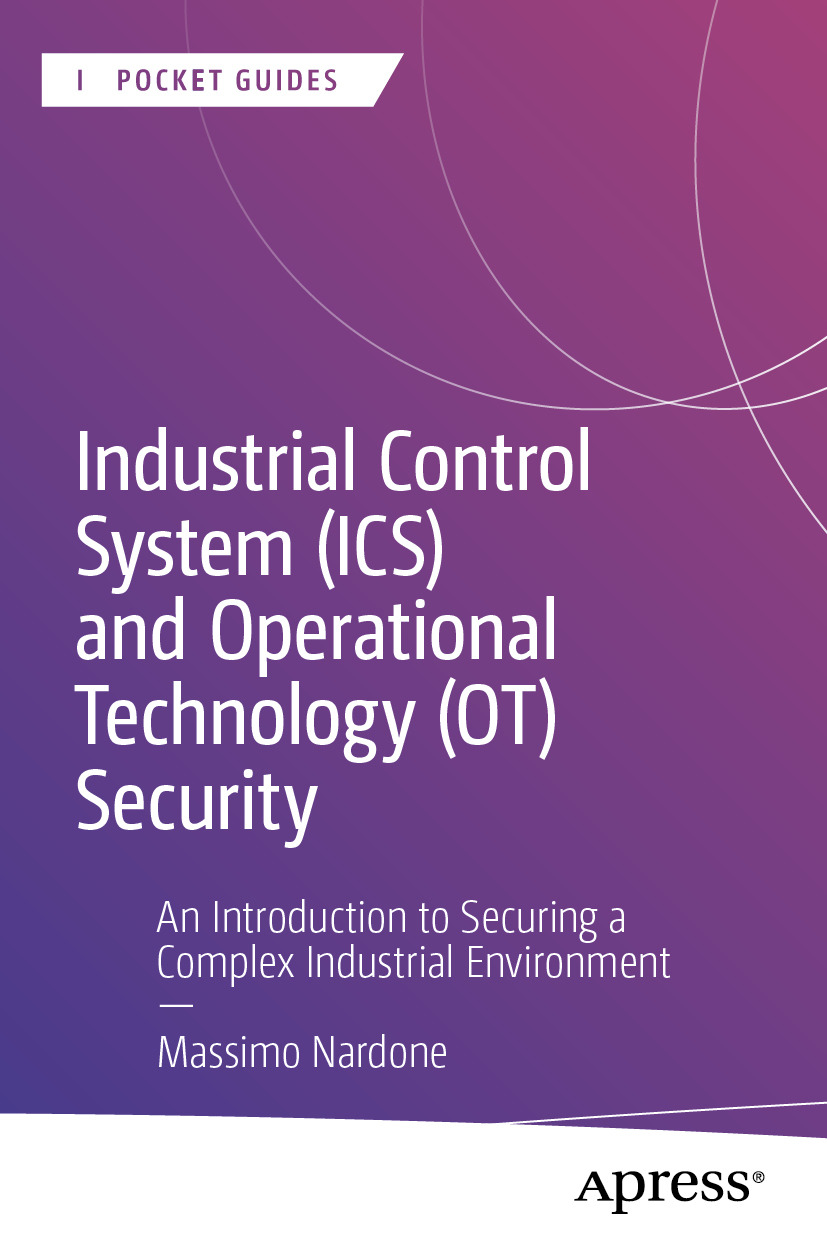 I POCKET GUIDES
Industrial Control
System (ICS)
and Operational
Technology (OT)
Security
An Introduction to Securing a
Complex Industrial Environment
—
Massimo Nardone
Apress®